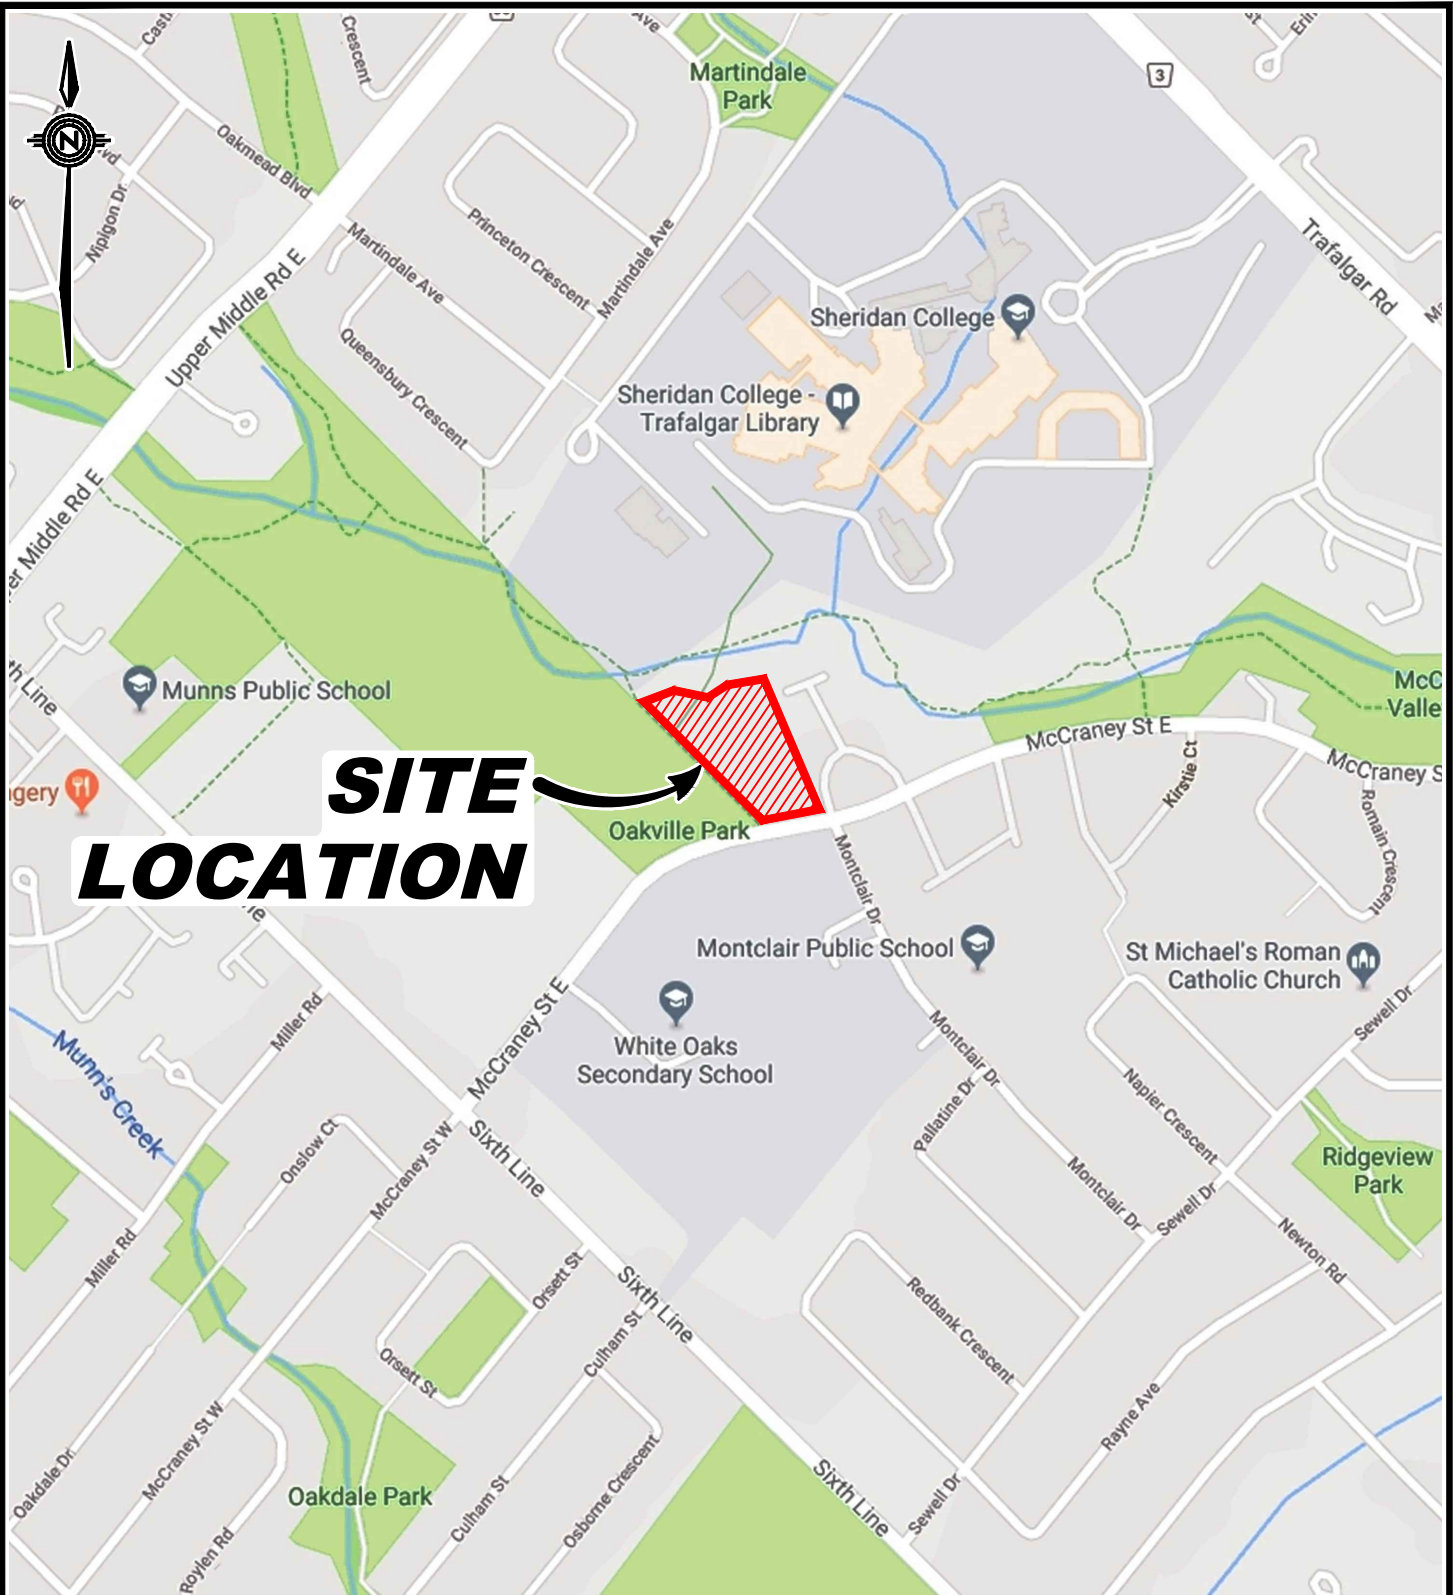 Crescent
Ave
Martindale
Park
3
N
Oakmead Blvd
Nipigon Dr
Princeton Crescent
Martindale Ave
Martindale Ave
Trafalgar Rd
Upper Middle Rd E
Queensbury Crescent
Sheridan College
Sheridan College -
Trafalgar Library
Middle Rd E
Munns Public School
McCraney St E
Kirstie Ct
Romain Crescent
SITE
LOCATION
Oakville Park
Montclair Dr
Montclair Public School
St Michael's Roman
Catholic Church
Sewell Dr
Miller Rd
McCraney St E
White Oaks
Secondary School
Munn's Creek
Montclair Dr
Pallatine Dr
Napier Crescent
Onslow Ct
McCraney St W
Sixth Line
Ridgeview
Park
Montclair Dr
Sewell Dr
Newton Rd
Miller Rd
Orsett St
Sixth Line
Redbank Crescent
Culham St
Orsett St
Rayne Ave
McCraney St W
Oakdale Dr
Oakdale Park
Culham St
Osborne Crescent
Sixth Line
Sewell Dr
Roylen Rd